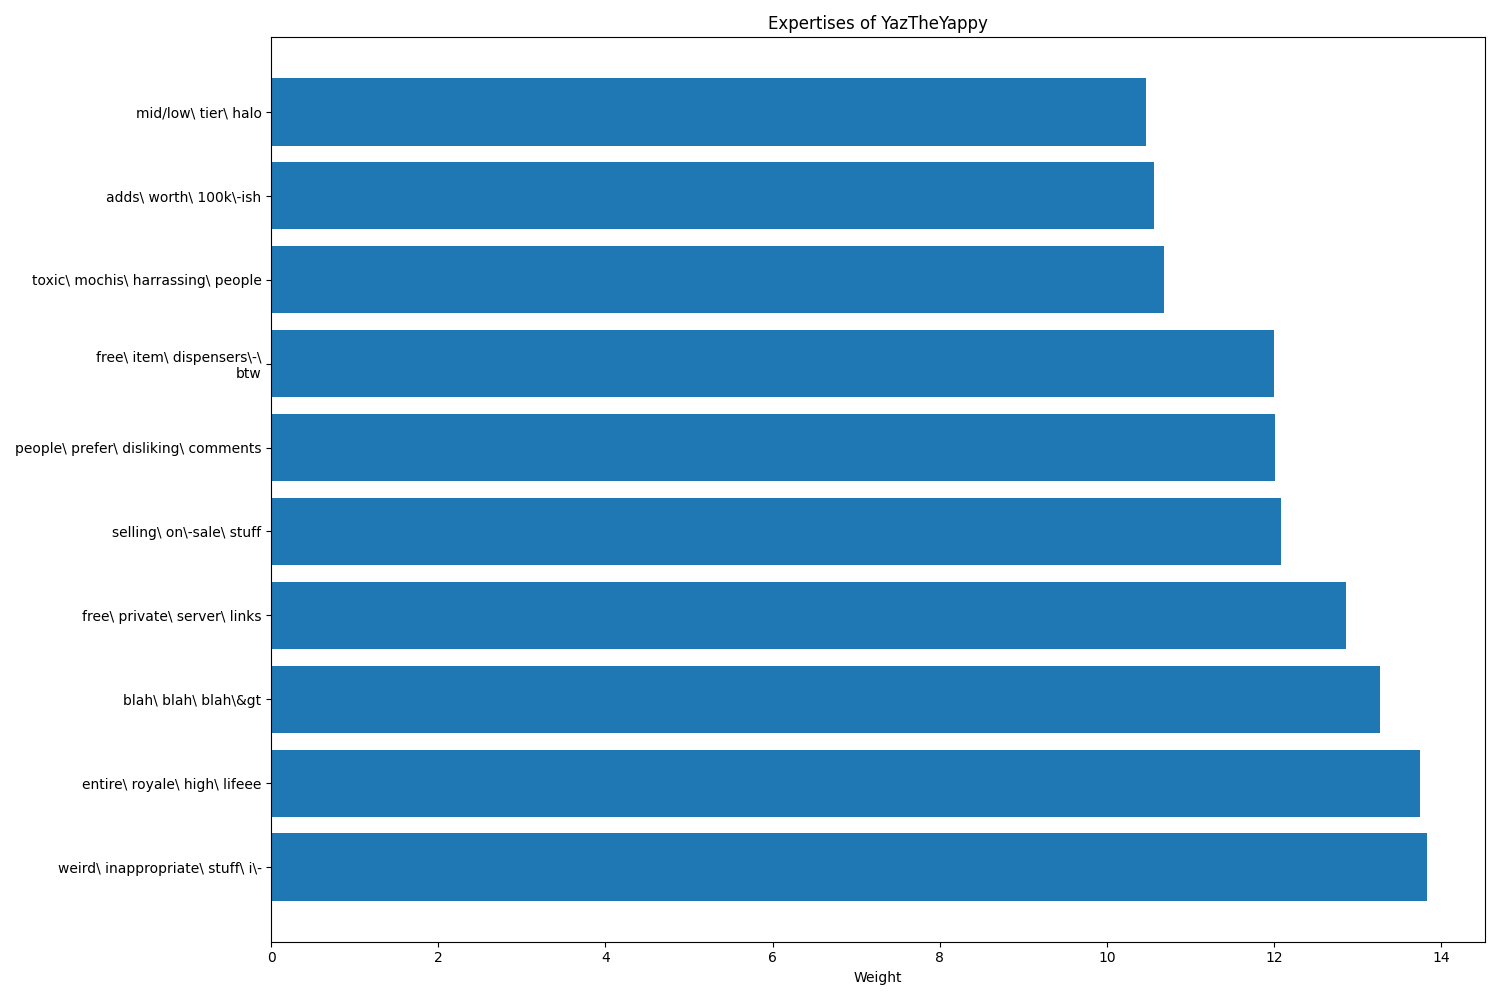 Expertises of YazTheYappy
mid/low\ tier\ halo
adds\ worth\ 100k\-ish
toxic\ mochis\ harrassing\ people
free\ item\ dispensers\-\
btw
people\ prefer\ disliking\ comments
selling\ on\-sale\ stuff
free\ private\ server\ links
blah\ blah\ blah\&gt
entire\ royale\ high\ lifeee
weird\ inappropriate\ stuff\ i\-
0 2 4 6 8 10 12 14
Weight